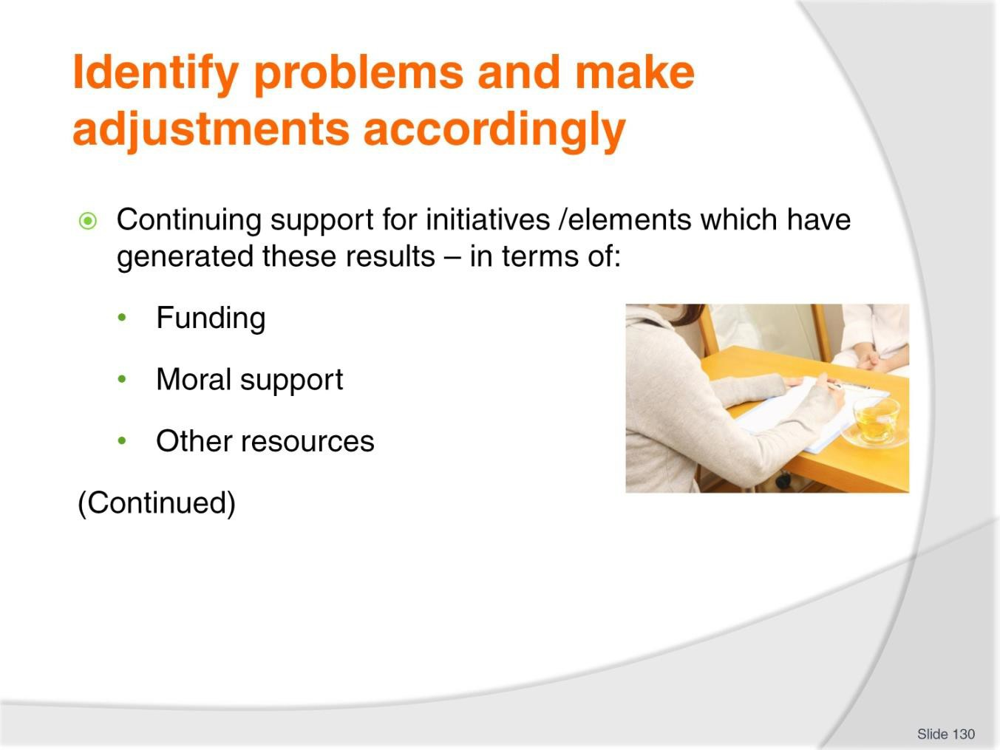 Identify problems and make
adjustments accordingly
Continuing support for initiatives /elements which have
generated these results – in terms of:
• Funding
• Moral support
• Other resources
(Continued)
Slide 130